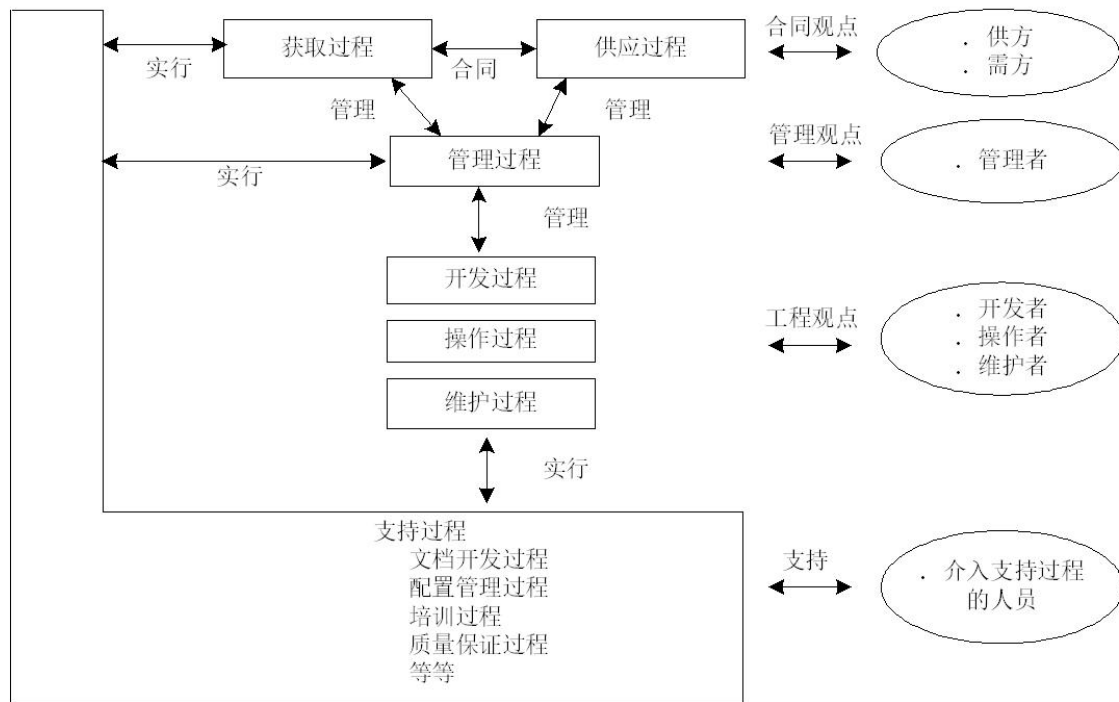 获取过程
供应过程
合同观点
. 供方
. 需方
实行
合同
管理
管理
管理过程
管理观点
. 管理者
实行
管理
开发过程
操作过程
维护过程
工程观点
. 开发者
. 操作者
. 维护者
实行
支持过程
文档开发过程
配置管理过程
培训过程
质量保证过程
等等
支持
. 介入支持过程
的人员